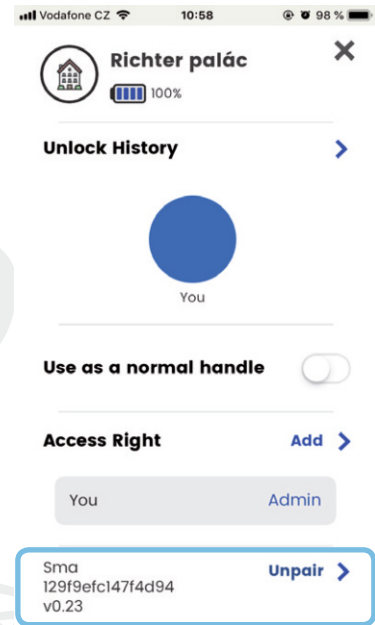 Vodafone CZ 10:58 98 %
Richter palác
100%
Unlock History
You
Use as a normal handle
Access Right Add
You Admin
Sma Unpair
129f9efc147f4d94
v0.23